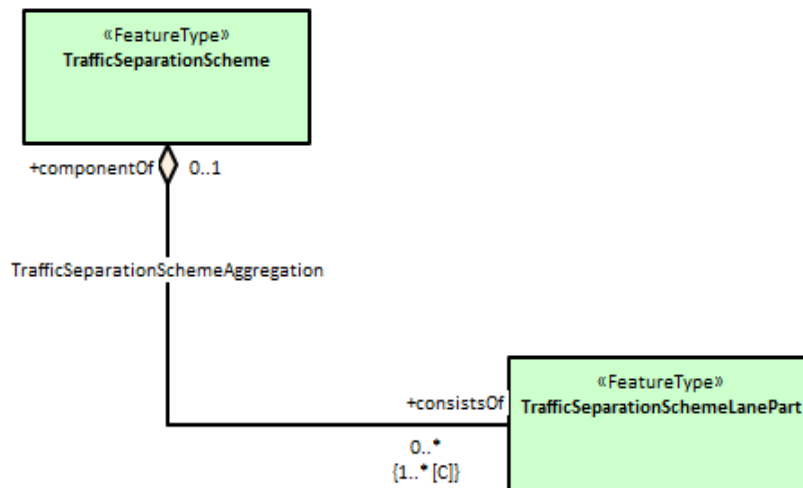 «FeatureType»
TrafficSeparationScheme
+componentOf
0..1
TrafficSeparationSchemeAggregation
«FeatureType»
TrafficSeparationSchemeLanePart
+consistsOf
0..*
{1..* [C]}